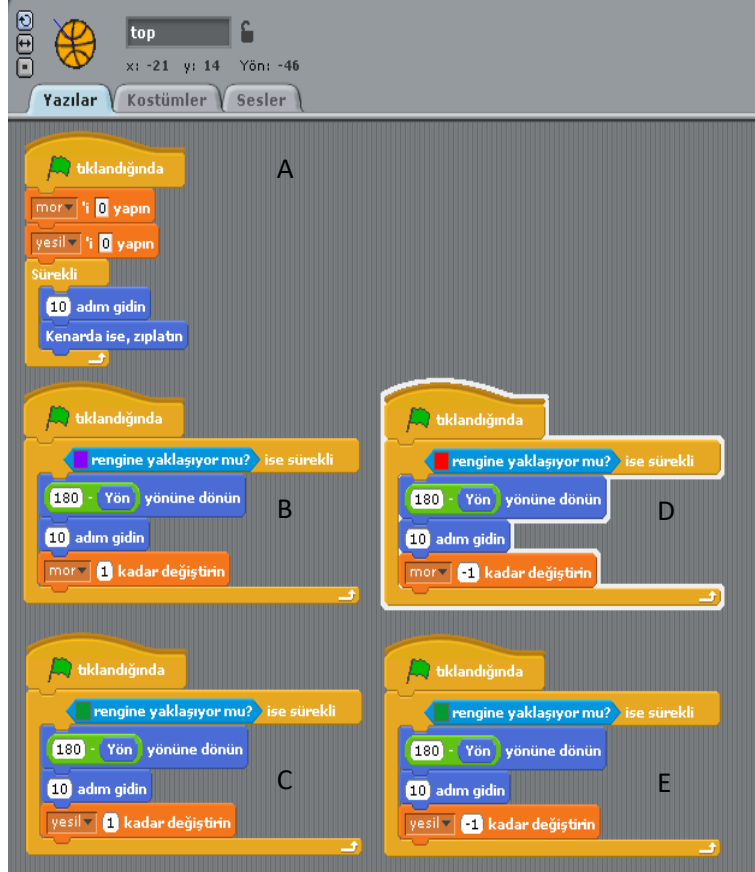 top
x: -21 y: 14 Yön: -46
Yazılar Kostümler Sesler
tıklandığında
A
mor 'i 0 yapın
yesil 'i 0 yapın
Sürekli
10 adım gidin
Kenarda ise, zıplatın
tıklandığında
rengine yaklaşıyor mu? ise sürekli
180 - Yön yönüne dönün
B
10 adım gidin
mor 1 kadar değiştirin
tıklandığında
rengine yaklaşıyor mu? ise sürekli
180 - Yön yönüne dönün
D
10 adım gidin
mor -1 kadar değiştirin
tıklandığında
rengine yaklaşıyor mu? ise sürekli
180 - Yön yönüne dönün
10 adım gidin
C
yesil 1 kadar değiştirin
tıklandığında
rengine yaklaşıyor mu? ise sürekli
180 - Yön yönüne dönün
10 adım gidin
E
yesil -1 kadar değiştirin